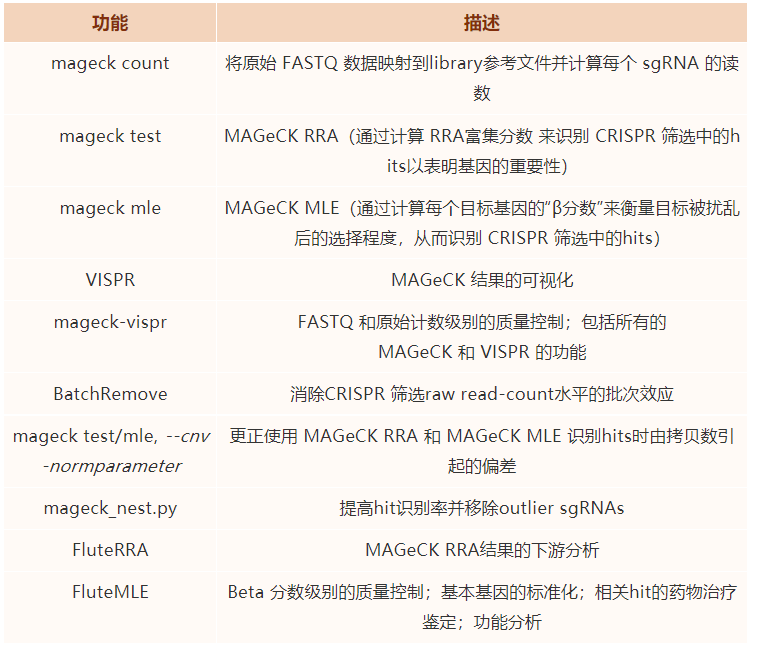 功能
描述
mageck count
将原始 FASTQ 数据映射到library参考文件并计算每个 sgRNA 的读
数
mageck test
MAGeCK RRA（通过计算 RRA富集分数 来识别 CRISPR 筛选中的h
its以表明基因的重要性）
mageck mle
MAGeCK MLE（通过计算每个目标基因的“β分数”来衡量目标被扰乱
后的选择程度，从而识别 CRISPR 筛选中的hits）
VISPR
MAGeCK 结果的可视化
mageck-vispr
FASTQ 和原始计数级别的质量控制；包括所有的
MAGeCK 和 VISPR 的功能
BatchRemove
消除CRISPR 筛选raw read-count水平的批次效应
mageck test/mle, --cnv
-normparameter
更正使用 MAGeCK RRA 和 MAGeCK MLE 识别hits时由拷贝数引
起的偏差
mageck_nest.py
提高hit识别率并移除outlier sgRNAs
FluteRRA
MAGeCK RRA结果的下游分析
FluteMLE
Beta 分数级别的质量控制；基本基因的标准化；相关hit的药物治疗
鉴定；功能分析